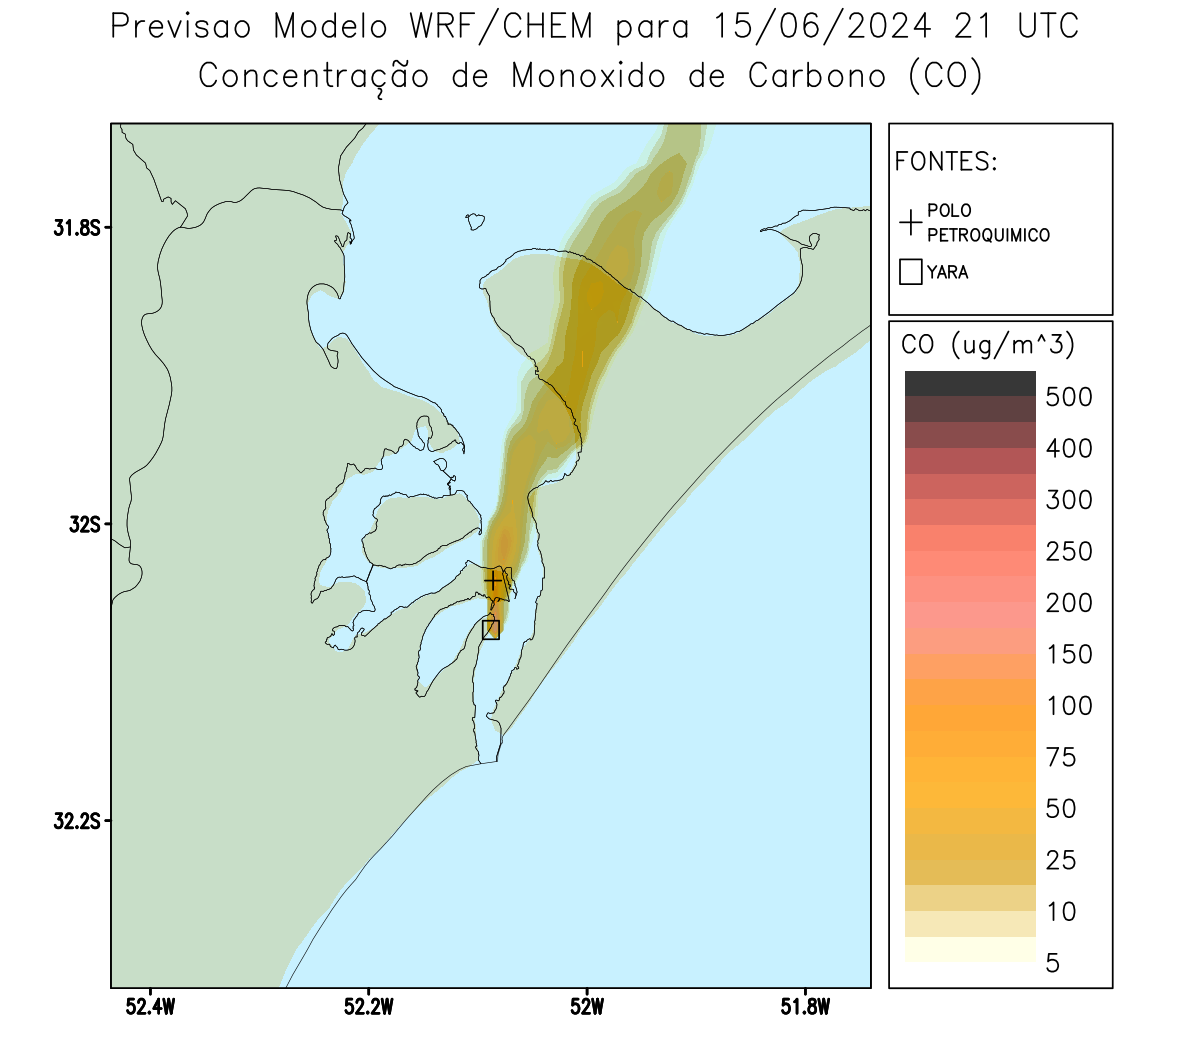 Previsao Modelo WRF/CHEM para 15/06/2024 21 UTC
Concentração de Monoxido de Carbono (CO)
FONTES:
POLO
PETROQUIMICO
YARA
CO (ug/m^3)
500
400
300
250
200
150
100
75
50
25
10
5
31.8S
32S
32.2S
52.4W
52.2W
52W
51.8W